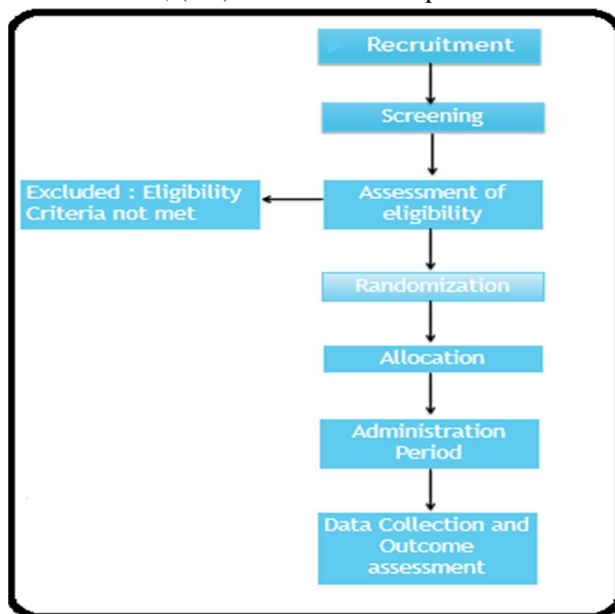 Recruitment
Screening
Assessment of
eligibility
Excluded : Eligibility
Criteria not met
Randomization
Allocation
Administration
Period
Data Collection and
Outcome
assessment